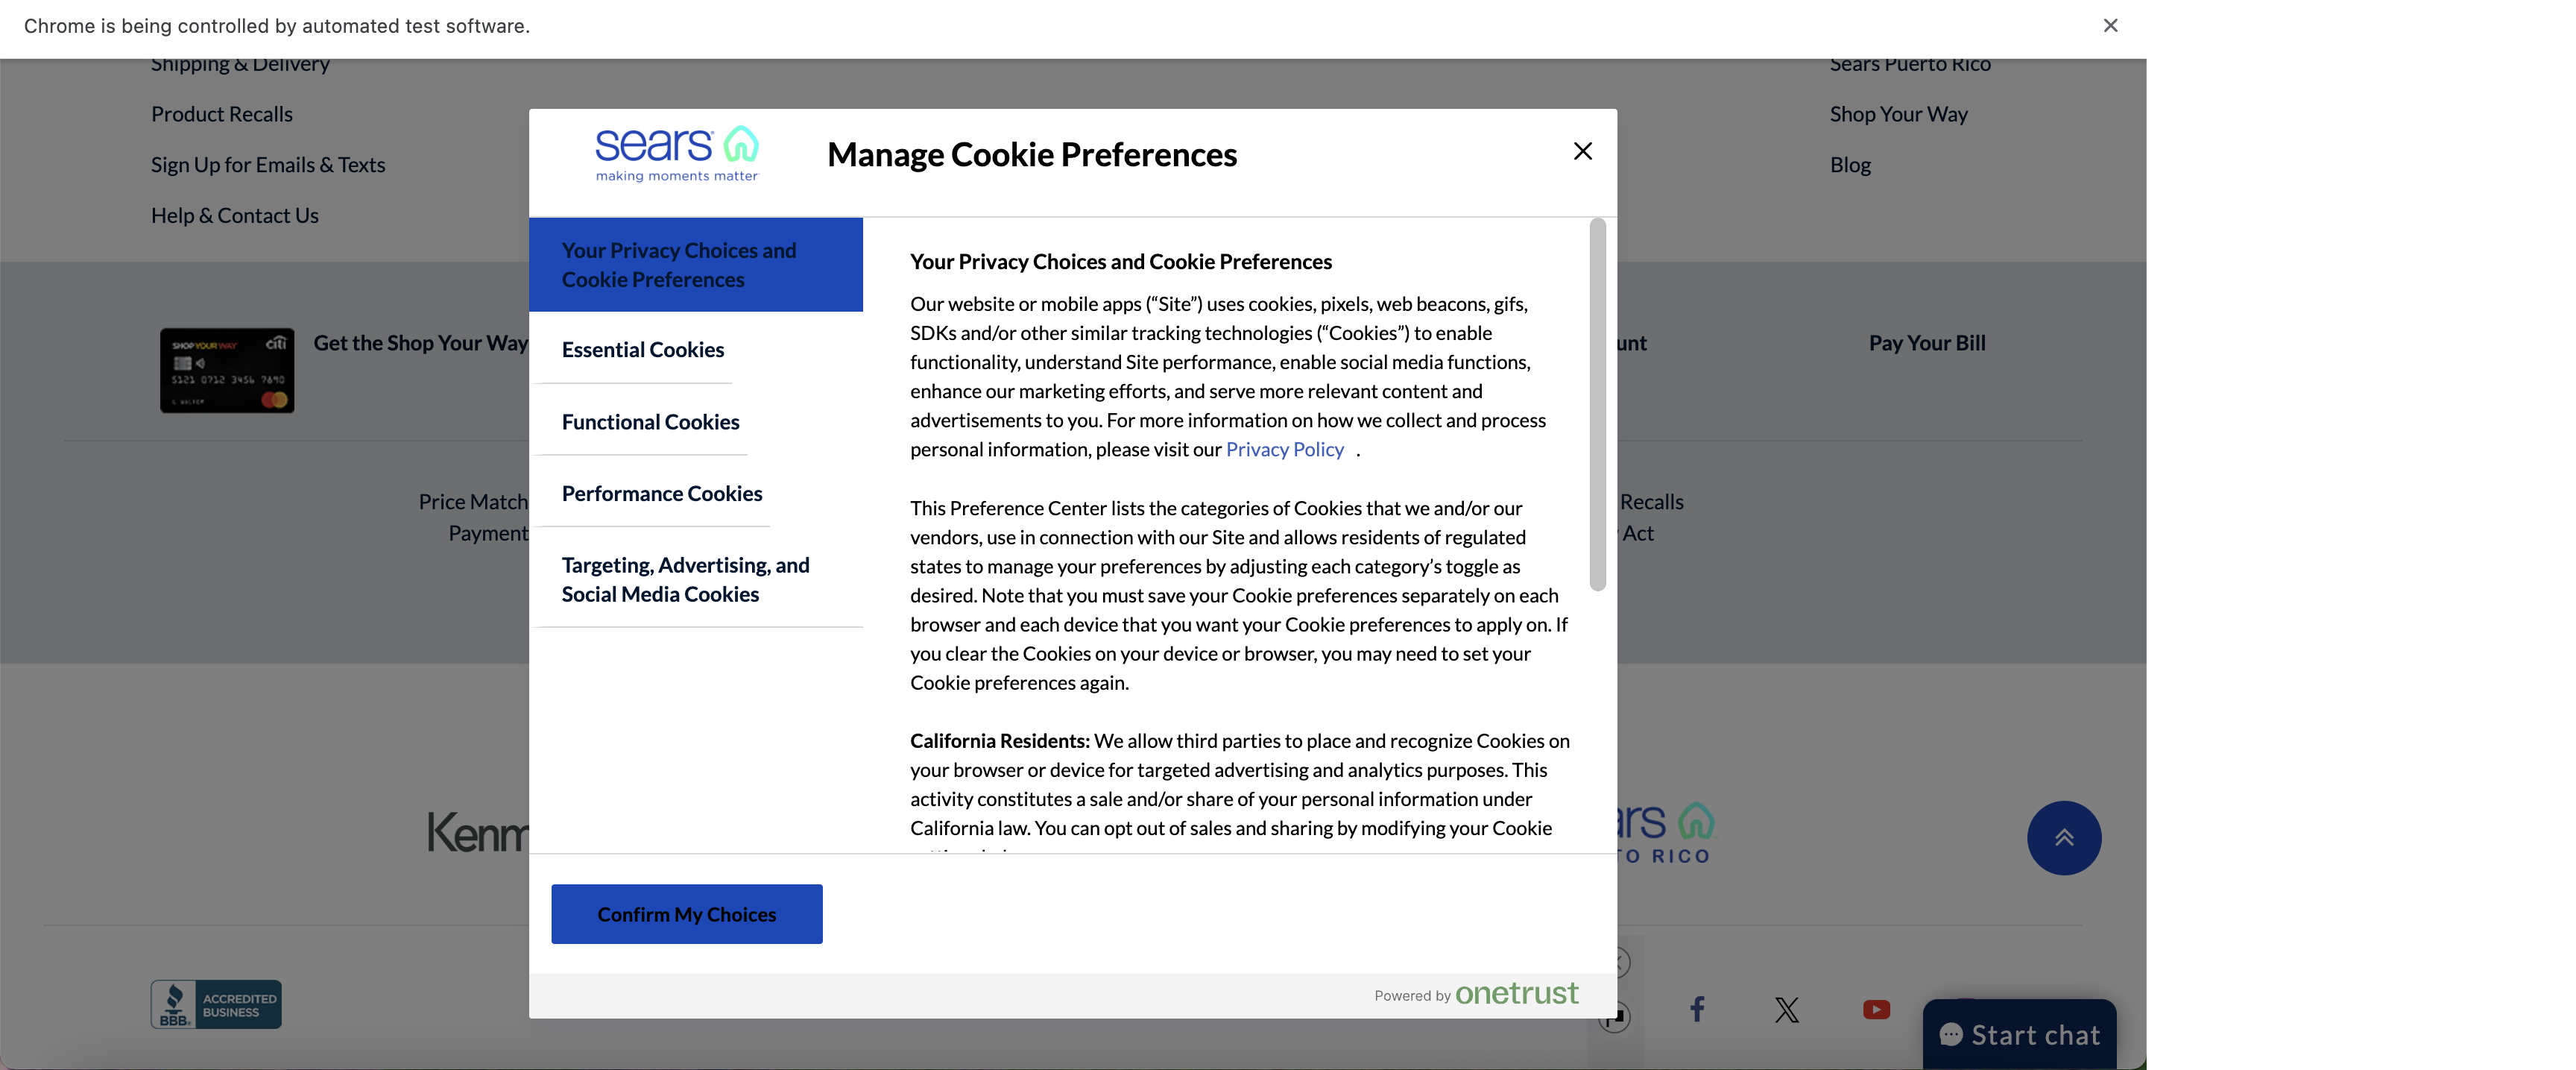 Chrome is being controlled by automated test software.
Shipping & Delivery
Product Recalls
Sign Up for Emails & Texts
Help & Contact Us
Sears Puerto Rico
Shop Your Way
Blog
sears
making moments matter
Manage Cookie Preferences
Your Privacy Choices and
Cookie Preferences
Essential Cookies
Functional Cookies
Performance Cookies
Targeting, Advertising, and
Social Media Cookies
Your Privacy Choices and Cookie Preferences
Our website or mobile apps (“Site”) uses cookies, pixels, web beacons, gifs,
SDKs and/or other similar tracking technologies (“Cookies”) to enable
functionality, understand Site performance, enable social media functions,
enhance our marketing efforts, and serve more relevant content and
advertisements to you. For more information on how we collect and process
personal information, please visit our Privacy Policy .
This Preference Center lists the categories of Cookies that we and/or our
vendors, use in connection with our Site and allows residents of regulated
states to manage your preferences by adjusting each category’s toggle as
desired. Note that you must save your Cookie preferences separately on each
browser and each device that you want your Cookie preferences to apply on. If
you clear the Cookies on your device or browser, you may need to set your
Cookie preferences again.
California Residents: We allow third parties to place and recognize Cookies on
your browser or device for targeted advertising and analytics purposes. This
activity constitutes a sale and/or share of your personal information under
California law. You can opt out of sales and sharing by modifying your Cookie
Confirm My Choices
Powered by onetrust
SHOP YOUR WAY
citi
5121 0712 3456 7890
Get the Shop Your Way
Pay Your Bill
Price Match
Payment
Recalls
Act
RICO
BBB
ACCREDITED
BUSINESS
Start chat